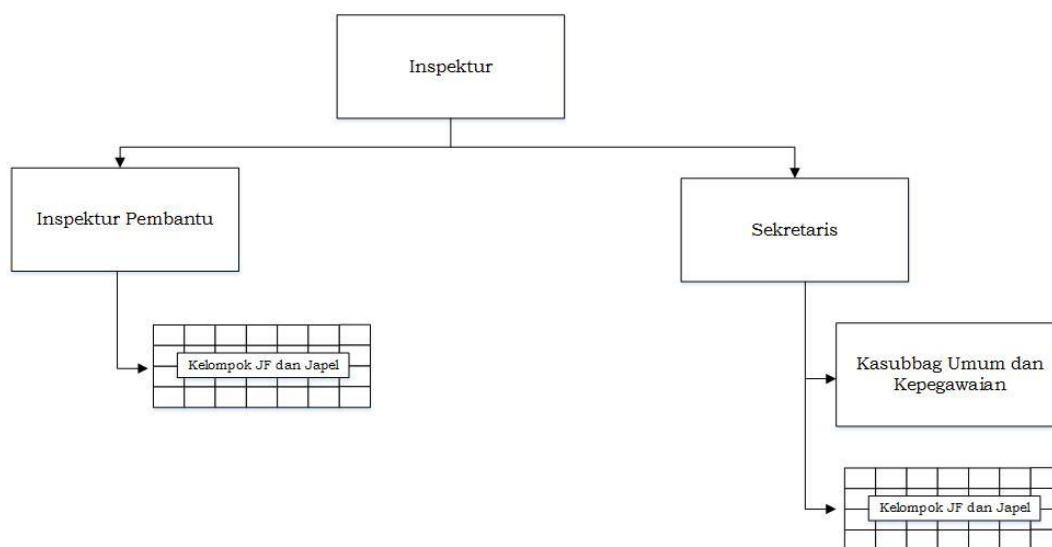 Inspektur
Inspektur Pembantu
Sekretaris
Kelompok JF dan Japel
Kasubbag Umum dan
Kepegawaian
Kelompok JF dan Japel